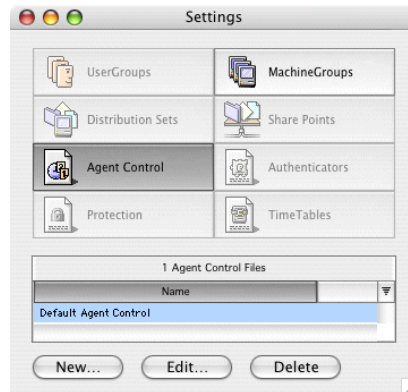 Settings
UserGroups
MachineGroups
Distribution Sets
Share Points
Agent Control
Authenticators
Protection
TimeTables
1 Agent Control Files
Name
Default Agent Control
New...
Edit...
Delete